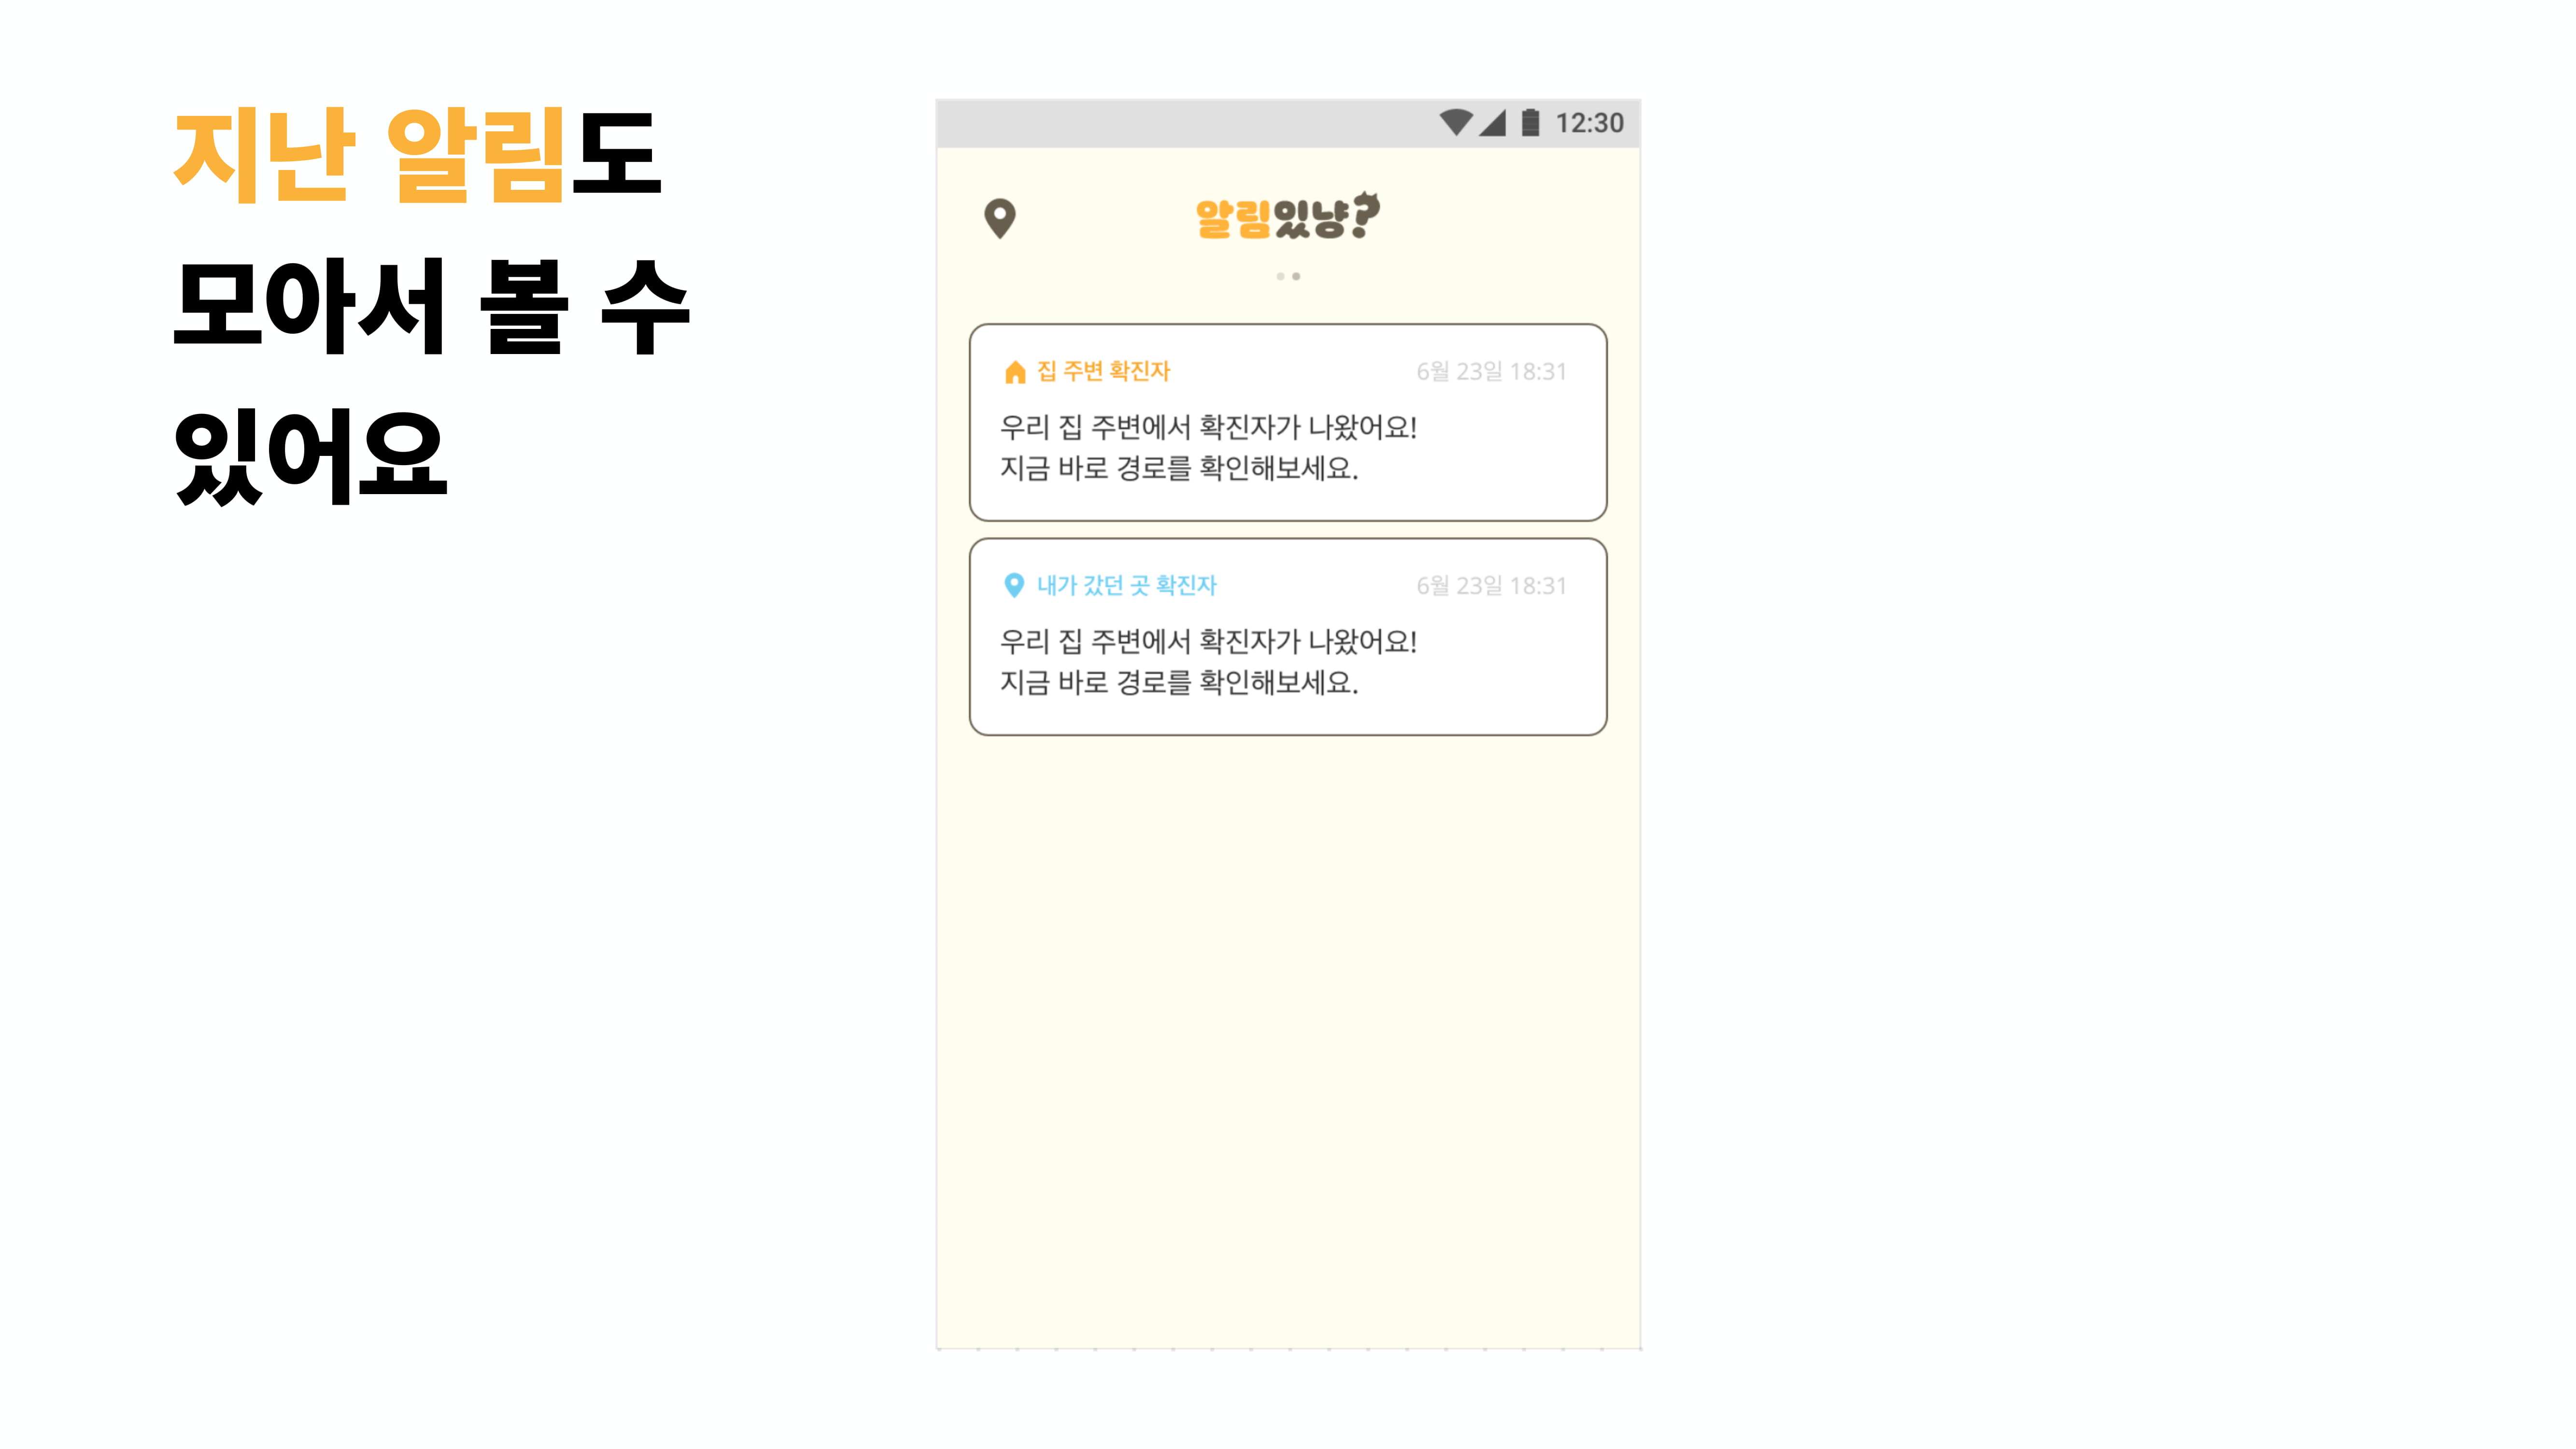 지난 알림도
모아서 볼 수
있어요
12:30
알림있냥?
집 주변 확진자 6월 23일 18:31
우리 집 주변에서 확진자가 나왔어요!
지금 바로 경로를 확인해보세요.
내가 갔던 곳 확진자 6월 23일 18:31
우리 집 주변에서 확진자가 나왔어요!
지금 바로 경로를 확인해보세요.